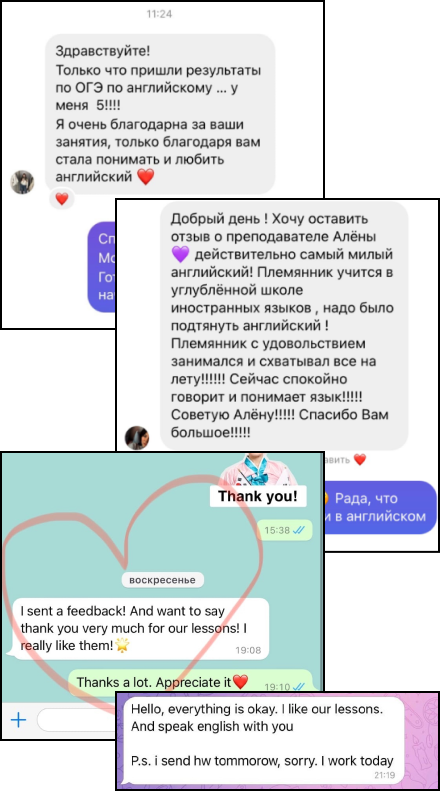 11:24
Здравствуйте!
Только что пришли результаты
по ОГЭ по английскому ... у
меня  5!!!!
Я очень благодарна за ваши
занятия, только благодаря вам
стала понимать и любить
английский ❤️
❤️
Добрый день ! Хочу оставить
отзыв о преподавателе Алёны
💜 действительно самый милый
английский! Племянник учится в
углублённой школе
иностранных языков , надо было
подтянуть английский !
Племянник с удовольствием
занимался и схватывал все на
лету!!!!!! Сейчас спокойно
говорит и понимает язык!!!!!
Советую Алёну!!!!! Спасибо Вам
большое!!!!!
❤️
Рада, что
и в английском
Thank you!
15:38
воскресенье
I sent a feedback! And want to say
thank you very much for our lessons! I
really like them!🌟
19:08
Thanks a lot. Appreciate it❤️
19:10
Hello, everything is okay. I like our lessons.
And speak english with you
P.s. i send hw tommorow, sorry. I work today
21:19